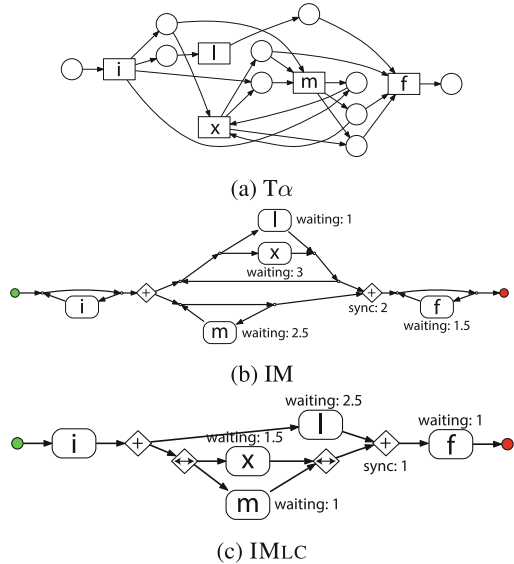 i
l
m
f
x
(a) Tα
l waiting: 1
x
waiting: 3
i
+
+
sync: 2
f
waiting: 1.5
m waiting: 2.5
(b) IM
waiting: 2.5
l
waiting: 1.5
waiting: 1
i
+
x
+
f
sync: 1
m waiting: 1
(c) IMLC